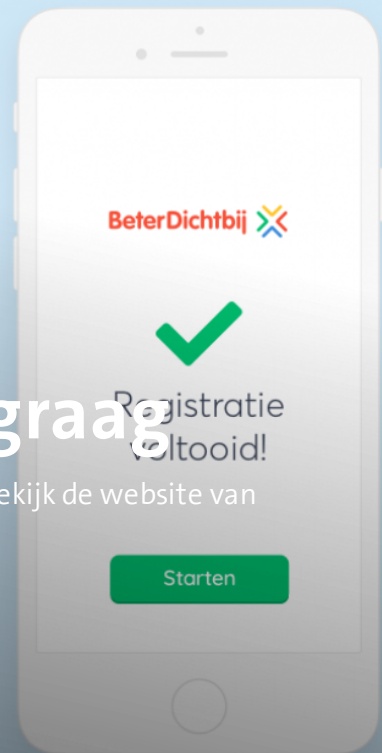 BeterDichtbij
Registratie
voltooid!
graag
ekijk de website van
Starten